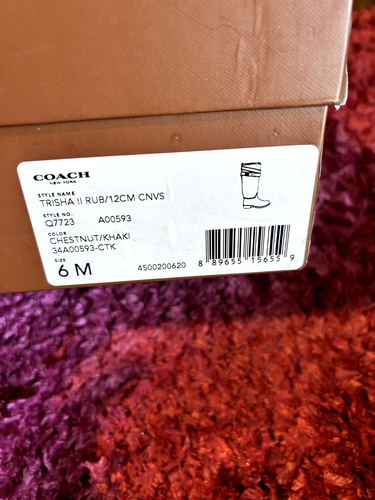 COACH
NEW YORK
STYLE NAME
TRISHA II RUB/12CM CNVS
STYLE NO.
Q7723 A00593
COLOR
CHESTNUT/KHAKI
34A00593-CTK
SIZE
6 M
4500200620
8 89655 15655 9